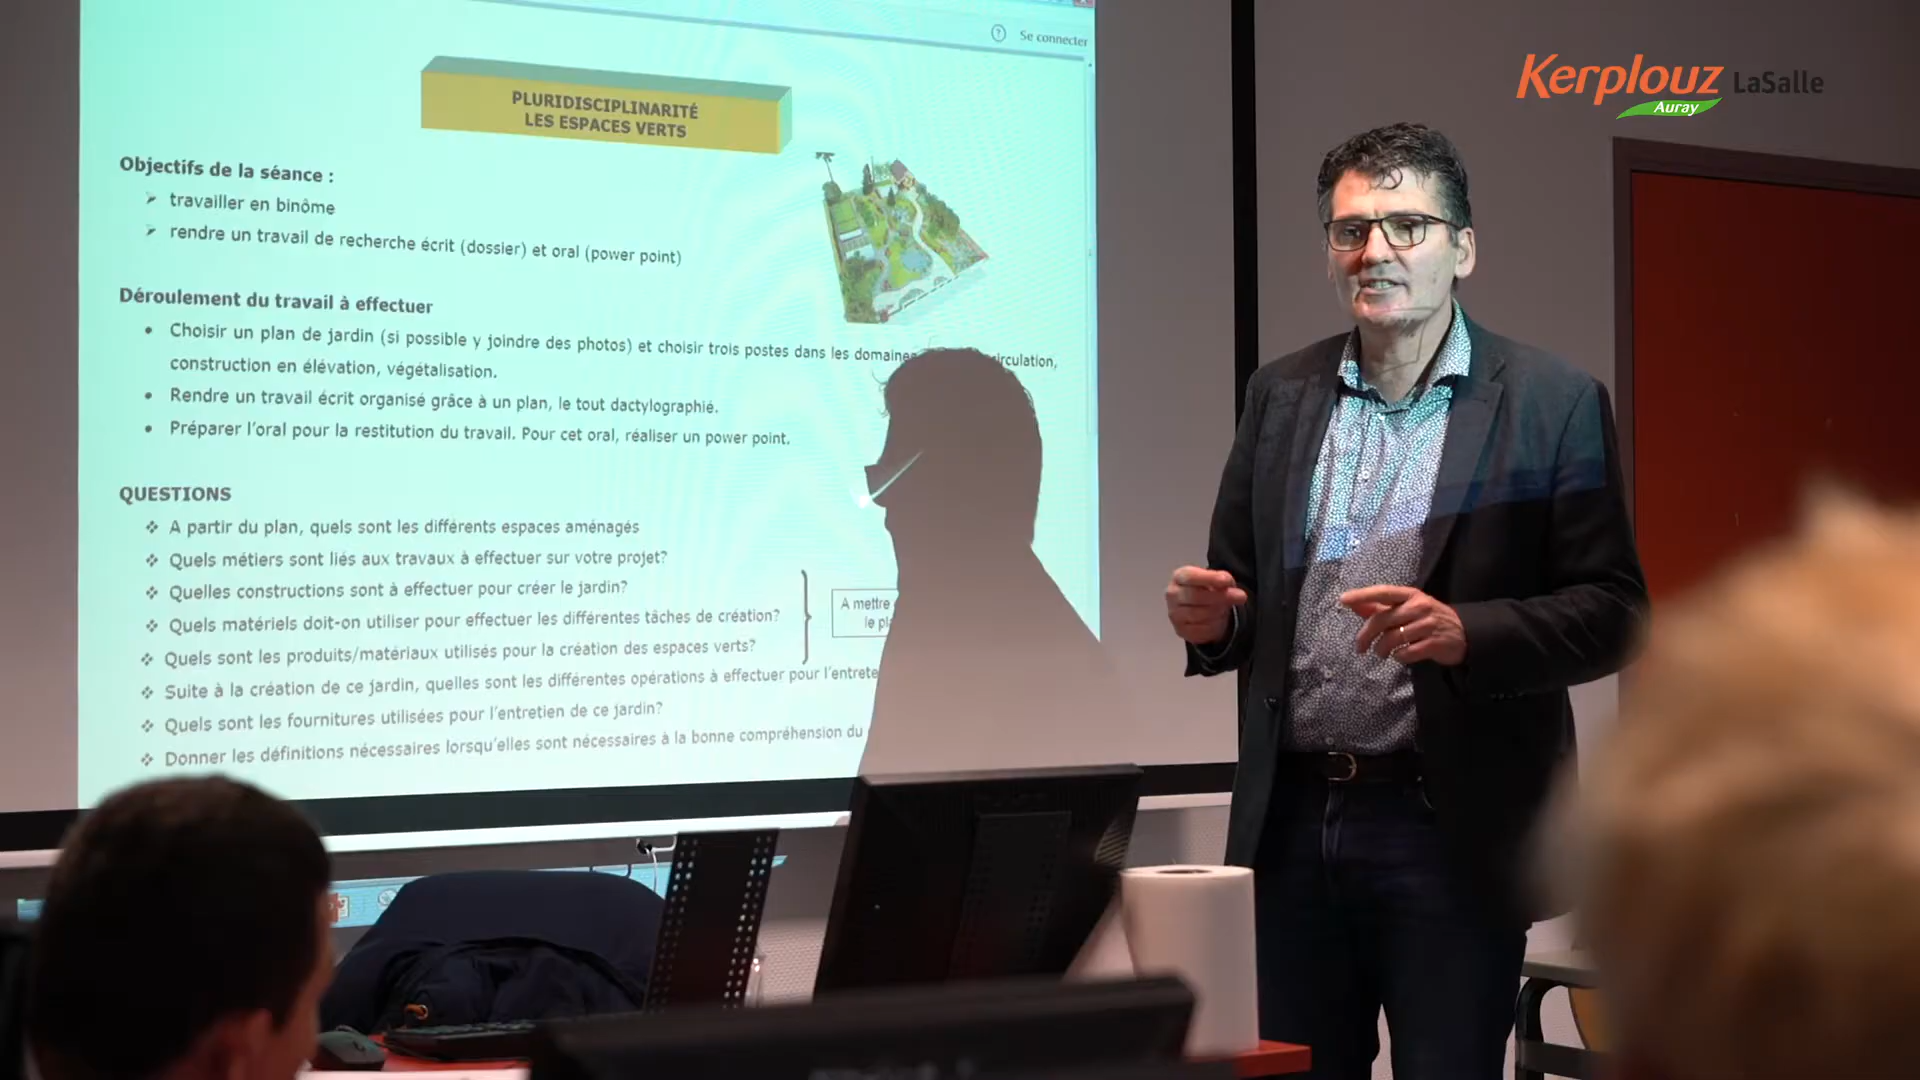 Se connecter
Kerplouz LaSalle
Auray
PLURIDISCIPLINARITÉ
LES ESPACES VERTS
Objectifs de la séance :
travailler en binôme
rendre un travail de recherche écrit (dossier) et oral (power point)
Déroulement du travail à effectuer
Choisir un plan de jardin (si possible y joindre des photos) et choisir trois postes dans les domaines
construction en élévation, végétalisation.
Rendre un travail écrit organisé grâce à un plan, le tout dactylographié.
Préparer l'oral pour la restitution du travail. Pour cet oral, réaliser un power point.
QUESTIONS
A partir du plan, quels sont les différents espaces aménagés
Quels métiers sont liés aux travaux à effectuer sur votre projet?
Quelles constructions sont à effectuer pour créer le jardin?
Quels matériels doit-on utiliser pour effectuer les différentes tâches de création?
A mettre
le
Quels sont les produits/matériaux utilisés pour la création des espaces verts?
Suite à la création de ce jardin, quelles sont les différentes opérations à effectuer pour
Quels sont les fournitures utilisées pour l'entretien de ce jardin?
Donner les définitions nécessaires lorsqu'elles sont nécessaires à la bonne compréhension du